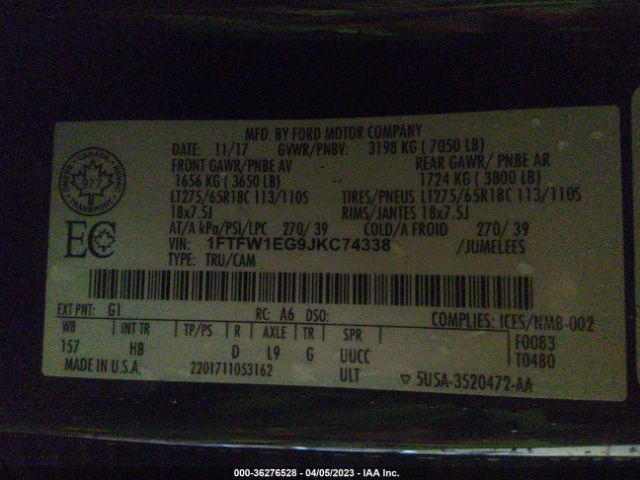 MFD. BY FORD MOTOR COMPANY
DATE: 11/17 GVWR/PNBV: 3198 KG ( 7050 LB)
FRONT GAWR/PNBE AV REAR GAWR/ PNBE AR
1656 KG ( 3650 LB) 1724 KG ( 3800 LB)
LT275/65R18C 113/110S TIRES/PNEUS LT275/65R18C 113/110S
18x7.5J RIMS/JANTES 18x7.5J
AT/A kPa/PSI/LPC 270/ 39 COLD/A FROID 270/ 39
VIN: 1FTFW1EG9JKC74338 /JUMELEES
TYPE: TRU/CAM
CANADA
977
TRANSPORT
EC
EXT PNT: G1 RC: A6 DSO:
COMPLIES: ICES/NMB-002
WB INT TR TP/PS R AXLE TR SPR F0083
157 HB D L9 G UUCC T0480
MADE IN U.S.A. 2201711053162 ULT 5USA-3520472-AA
000-36276528 - 04/05/2023 - IAA Inc.